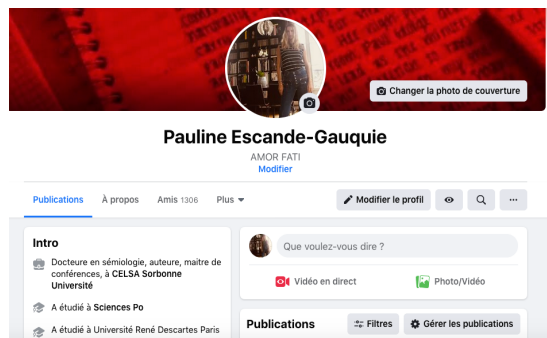 Changer la photo de couverture
Pauline Escande-Gauquie
AMOR FATI
Modifier
Publications À propos Amis 1306 Plus
Modifier le profil
Intro
Docteure en sémiologie, auteure, maitre de
conférences, à CELSA Sorbonne
Université
A étudié à Sciences Po
A étudié à Université René Descartes Paris
Que voulez-vous dire ?
Vidéo en direct
Photo/Vidéo
Publications
Filtres
Gérer les publications